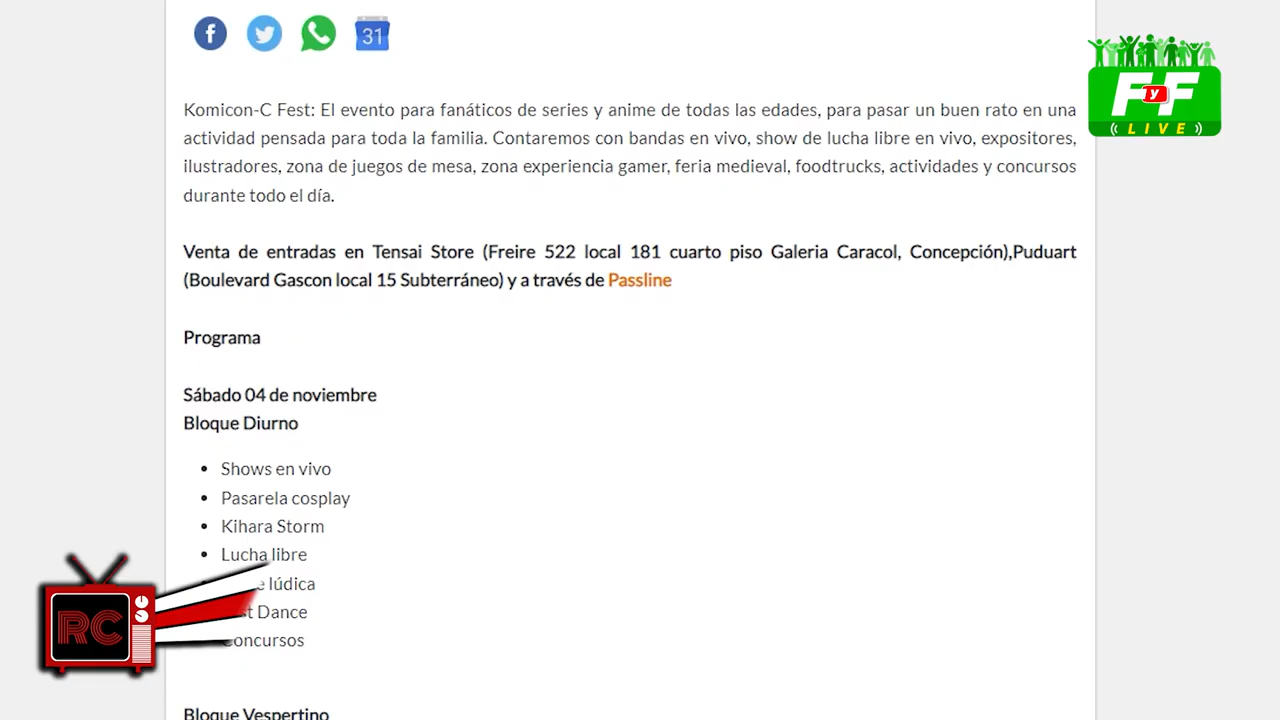 31
F y F
LIVE
Komicon-C Fest: El evento para fanáticos de series y anime de todas las edades, para pasar un buen rato en una
actividad pensada para toda la familia. Contaremos con bandas en vivo, show de lucha libre en vivo, expositores,
ilustradores, zona de juegos de mesa, zona experiencia gamer, feria medieval, foodtrucks, actividades y concursos
durante todo el día.
Venta de entradas en Tensai Store (Freire 522 local 181 cuarto piso Galeria Caracol, Concepción),Puduart
(Boulevard Gascon local 15 Subterráneo) y a través de Passline
Programa
Sábado 04 de noviembre
Bloque Diurno
Shows en vivo
Pasarela cosplay
Kihara Storm
Lucha libre
lúdica
Dance
Concursos
RC
Bloque Vespertino